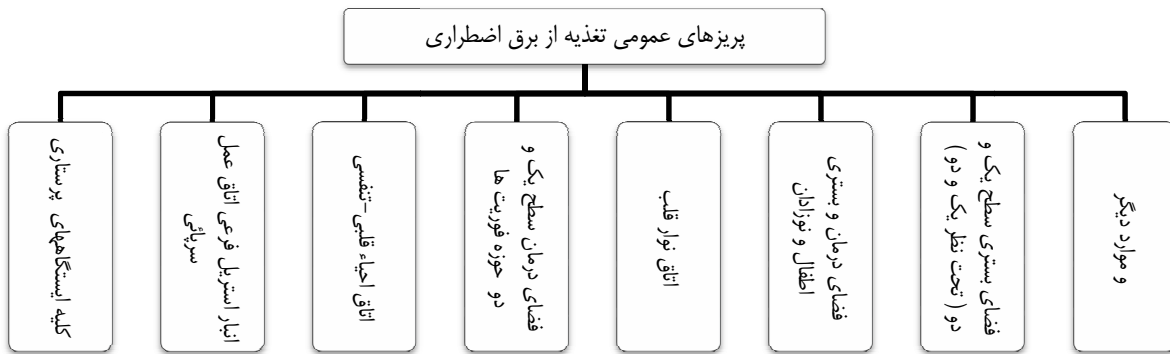 پریزهای عمومی تغذیه از برق اضطراری
و موارد دیگر
فضای بستری سطح یک و
دو ( تحت نظر یک و دو )
فضای درمان و بستری
اطفال و نوزادان
اتاق نوار قلب
فضای درمان سطح یک و
دو حوزه فوریت ها
اتاق احیاء قلبی -تنفسی
انبار استریل فرعی اتاق عمل
سرپائی
کلیه ایستگاههای پرستاری